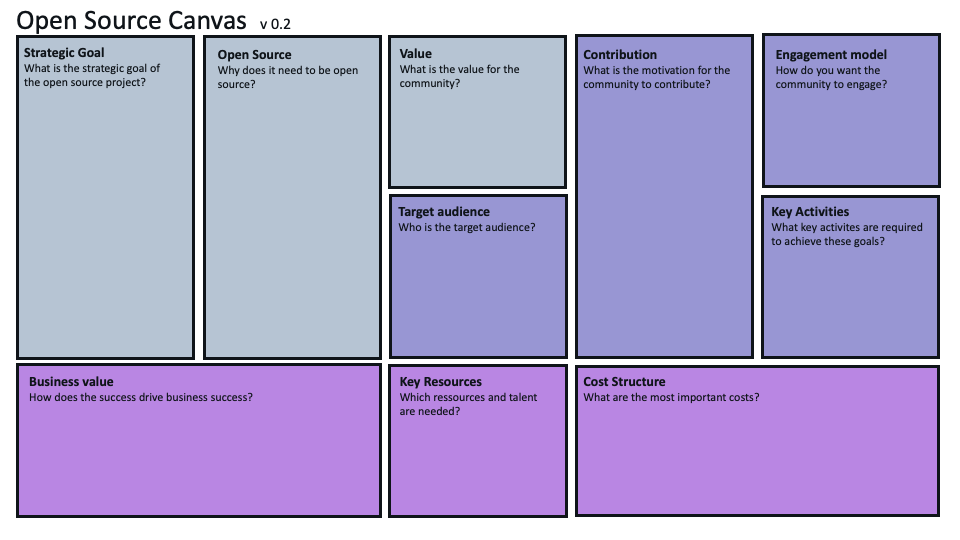 Open Source Canvas v 0.2
Strategic Goal
What is the strategic goal of
the open source project?
Open Source
Why does it need to be open
source?
Value
What is the value for the
community?
Target audience
Who is the target audience?
Contribution
What is the motivation for the
community to contribute?
Engagement model
How do you want the
community to engage?
Key Activities
What key activites are required
to achieve these goals?
Business value
How does the success drive business success?
Key Resources
Which ressources and talent
are needed?
Cost Structure
What are the most important costs?